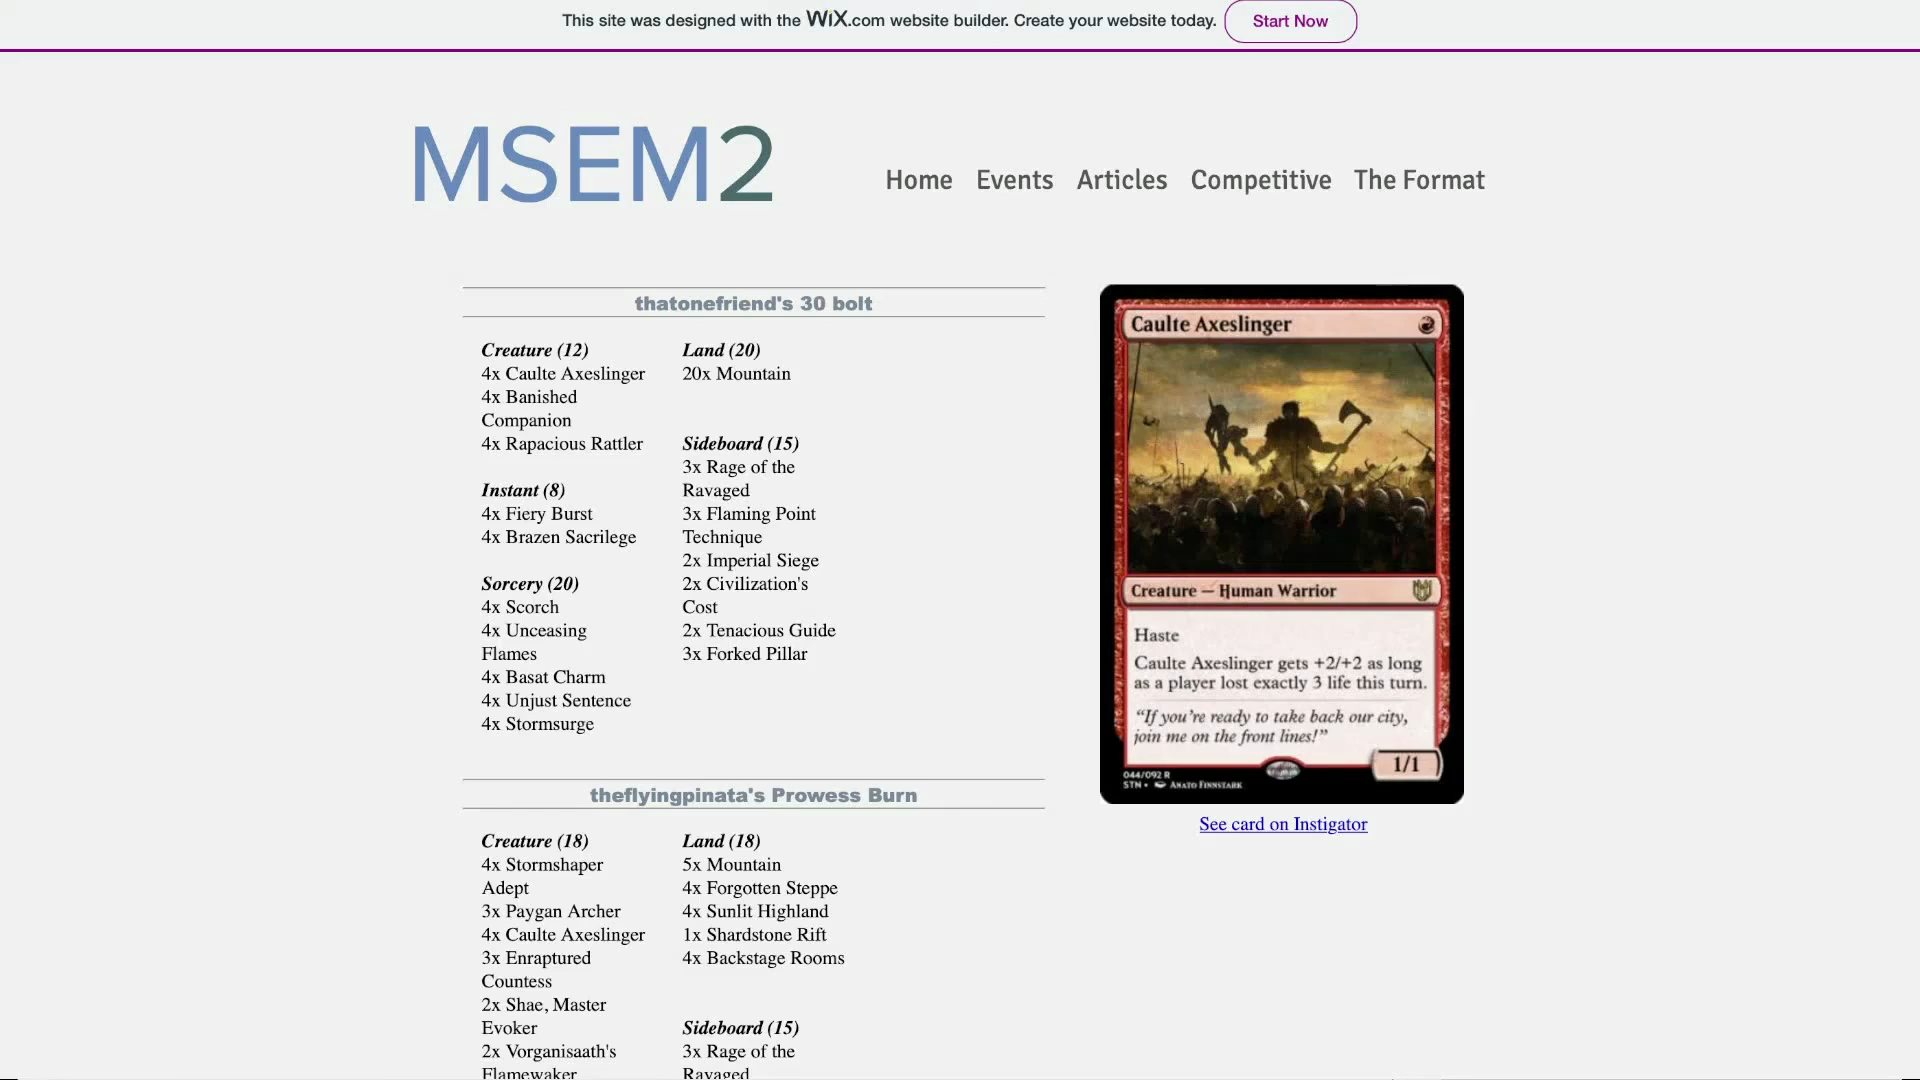 This site was designed with the WiX.com website builder. Create your website today.
Start Now
MSEM2
Home
Events
Articles
Competitive
The Format
thatonefriend's 30 bolt
Creature (12)
4x Caulte Axeslinger
4x Banished
Companion
4x Rapacious Rattler
Instant (8)
4x Fiery Burst
4x Brazen Sacrilege
Sorcery (20)
4x Scorch
4x Unceasing
Flames
4x Basat Charm
4x Unjust Sentence
4x Stormsurge
Land (20)
20x Mountain
Sideboard (15)
3x Rage of the
Ravaged
3x Flaming Point
Technique
2x Imperial Siege
2x Civilization's
Cost
2x Tenacious Guide
3x Forked Pillar
Caulte Axeslinger
Creature — Human Warrior
Haste
Caulte Axeslinger gets +2/+2 as long
as a player lost exactly 3 life this turn.
"If you're ready to take back our city,
join me on the front lines!"
1/1
044/092 R
STN • Anato Finnstark
See card on Instigator
theflyingpinata's Prowess Burn
Creature (18)
4x Stormshaper
Adept
3x Paygan Archer
4x Caulte Axeslinger
3x Enraptured
Countess
2x Shae, Master
Evoker
2x Vorganisaath's
Flamewaker
Land (18)
5x Mountain
4x Forgotten Steppe
4x Sunlit Highland
1x Shardstone Rift
4x Backstage Rooms
Sideboard (15)
3x Rage of the
Ravaged